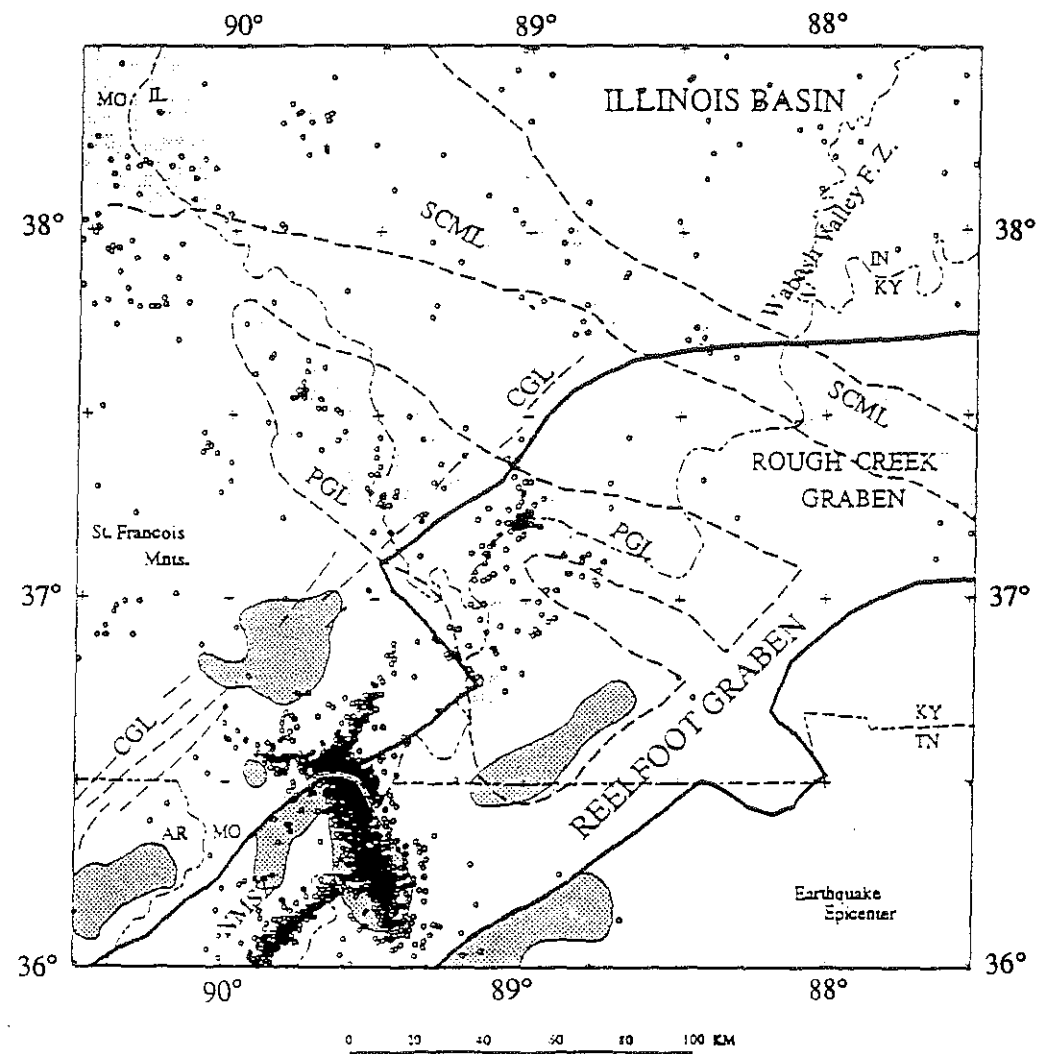 90°
89°
88°
MO
IL
ILLINOIS BASIN
Wabash Valley F. Z.
38°
38°
SCML
IN
KY
CGL
SCML
ROUGH CREEK
GRABEN
PGL
St. Francois
Mnts.
PGL
37°
37°
REELFOOT GRABEN
CGL
KY
TN
AR
MO
Earthquake
Epicenter
36°
36°
90°
89°
88°
0 20 40 60 80 100 KM